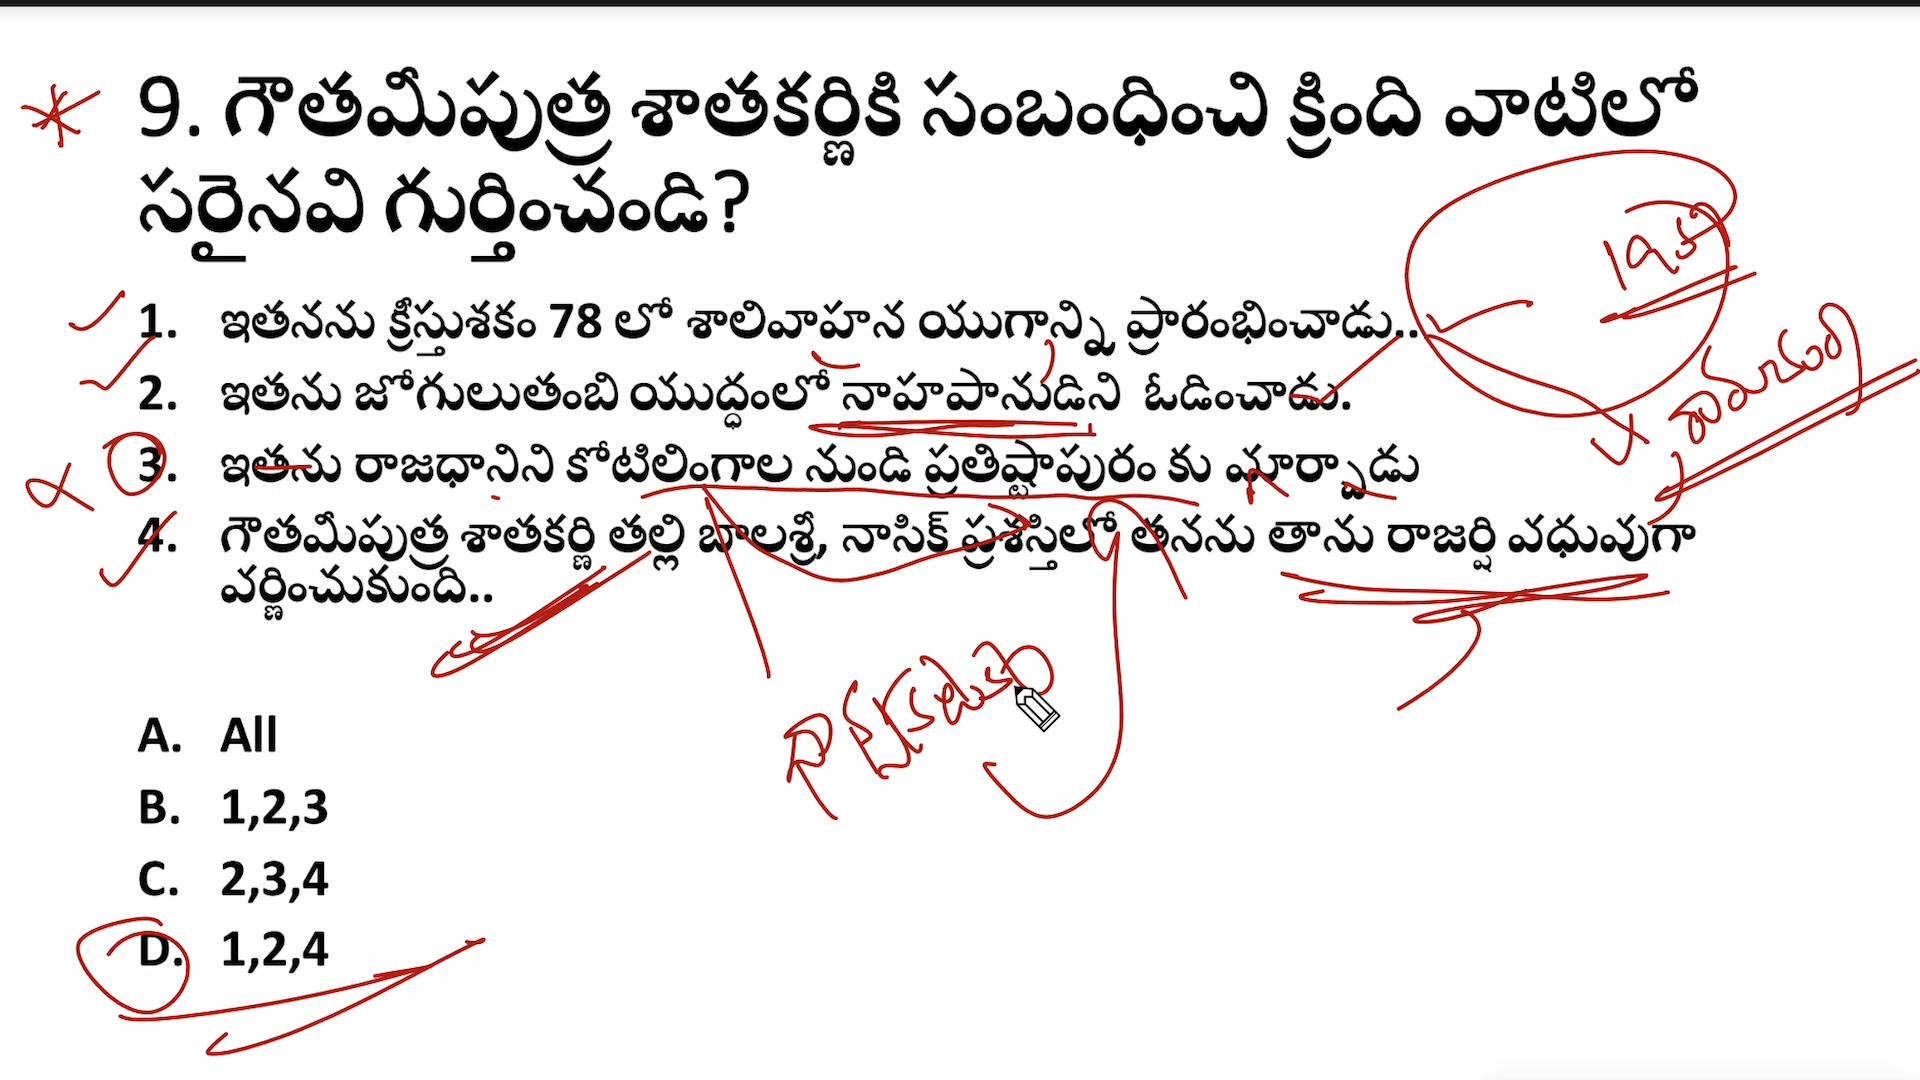 9. గౌతమీపుత్ర శాతకర్ణికి సంబంధించి క్రింది వాటిలో
సరైనవి గుర్తించండి?
195
1. ఇతనను క్రీస్తుశకం 78 లో శాలివాహన యుగాన్ని ప్రారంభించాడు..
2. ఇతను జోగులుతంబి యుద్ధంలో నాహపానుడిని ఓడించాడు.
3. ఇతను రాజధానిని కోటిలింగాల నుండి ప్రతిష్టాపురం కు మార్చాడు
4. గౌతమీపుత్ర శాతకర్ణి తల్లి బాలశ్రీ, నాసిక్ ప్రశస్తిలో తనను తాను రాజర్షి వధువుగా
వర్ణించుకుంది..
A. All
B. 1,2,3
C. 2,3,4
D. 1,2,4